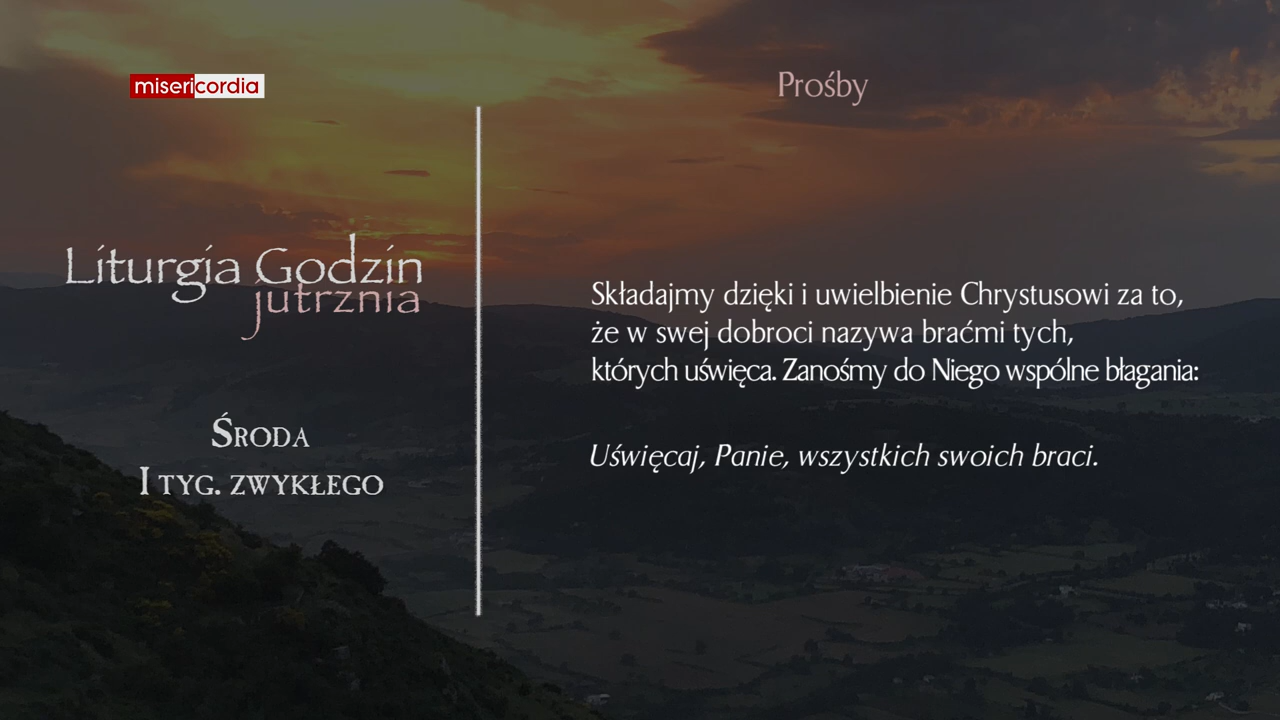 misericordia
Liturgia Godzin
jutrznia
Środa
I tyg. zwykłego
Prośby
Składajmy dzięki i uwielbienie Chrystusowi za to,
że w swej dobroci nazywa braćmi tych,
których uświęca. Zanośmy do Niego wspólne błagania:
Uświęcaj, Panie, wszystkich swoich braci.